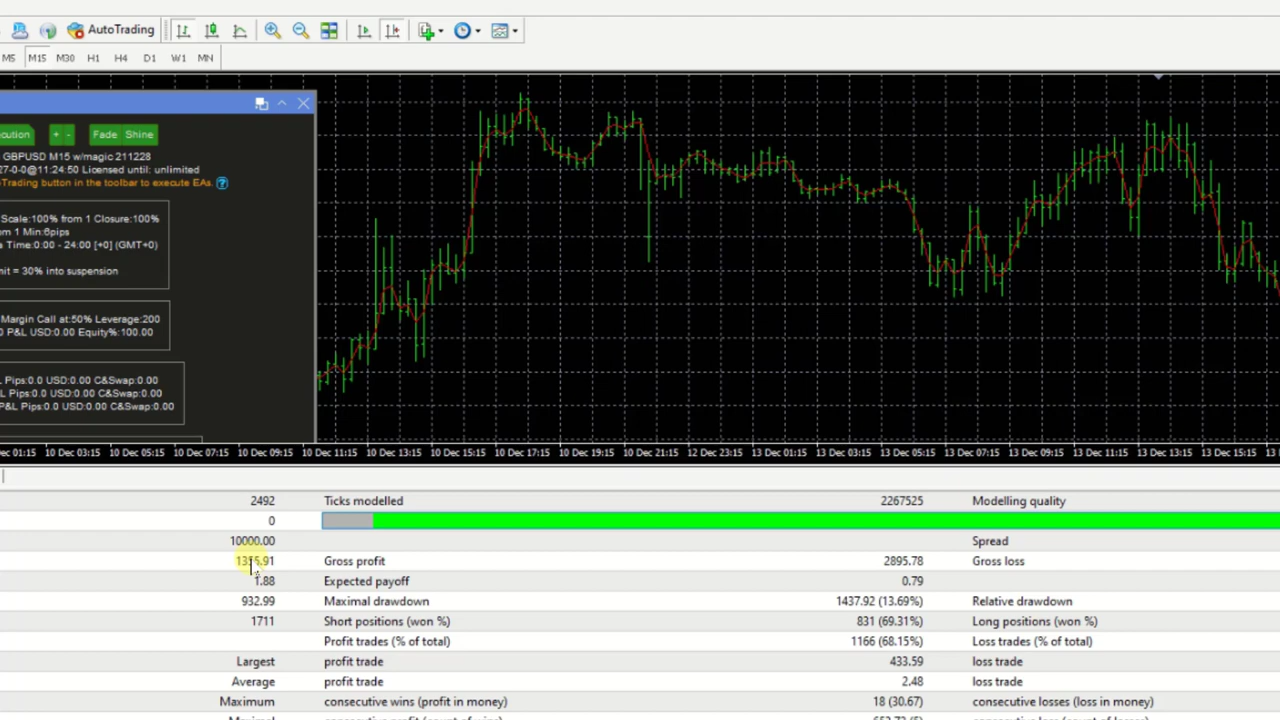 AutoTrading
M5 M15 M30 H1 H4 D1 W1 MN
cution + - Fade Shine
GBPUSD M15 w/magic 211228
27-0-0@11:24:50 Licensed until: unlimited
Trading button in the toolbar to execute EAs. ?
Scale:100% from 1 Closure:100%
om 1 Min:6pips
a Time:0:00 - 24:00 [+0] (GMT+0)
mit = 30% into suspension
Margin Call at:50% Leverage:200
0 P&L USD:0.00 Equity%:100.00
L Pips:0.0 USD:0.00 C&Swap:0.00
L Pips:0.0 USD:0.00 C&Swap:0.00
P&L Pips:0.0 USD:0.00 C&Swap:0.00
ec 01:15 10 Dec 03:15 10 Dec 05:15 10 Dec 07:15 10 Dec 09:15 10 Dec 11:15 10 Dec 13:15 10 Dec 15:15 10 Dec 17:15 10 Dec 19:15 10 Dec 21:15 12 Dec 23:15 13 Dec 01:15 13 Dec 03:15 13 Dec 05:15 13 Dec 07:15 13 Dec 09:15 13 Dec 11:15 13 Dec 13:15 13 Dec 15:15 13
2492 Ticks modelled 2267525 Modelling quality
0
10000.00 Spread
1355.91 Gross profit 2895.78 Gross loss
1.88 Expected payoff 0.79
932.99 Maximal drawdown 1437.92 (13.69%) Relative drawdown
1711 Short positions (won %) 831 (69.31%) Long positions (won %)
Profit trades (% of total) 1166 (68.15%) Loss trades (% of total)
Largest profit trade 433.59 loss trade
Average profit trade 2.48 loss trade
Maximum consecutive wins (profit in money) 18 (30.67) consecutive losses (loss in money)